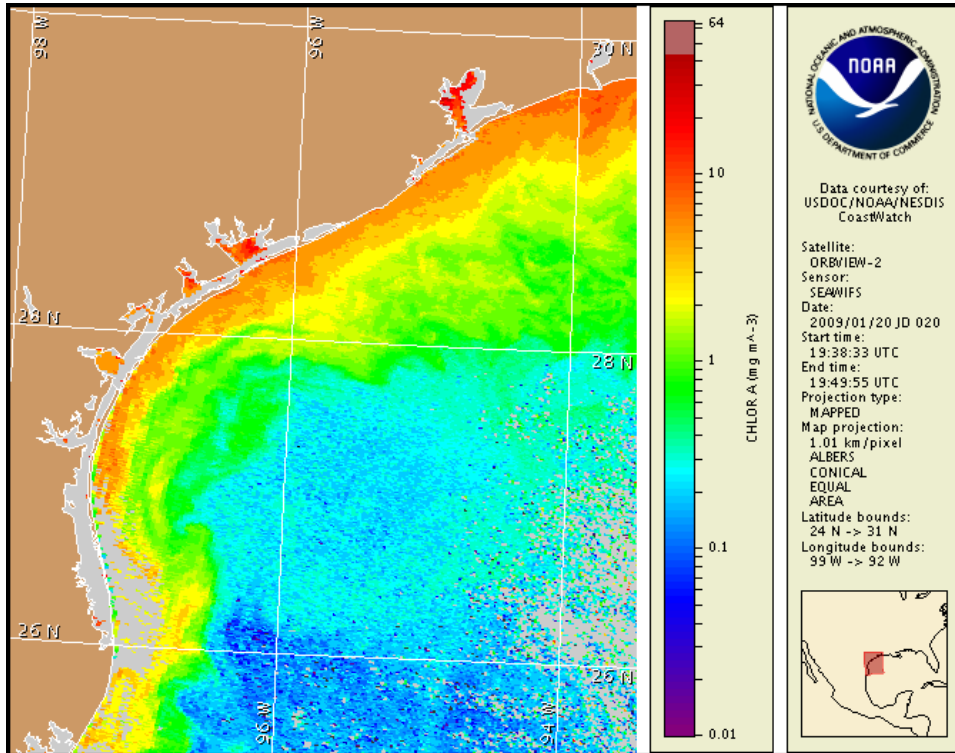 98 W
96 W
30 N
28 N
28 N
26 N
26 N
96 W
94 W
64
10
1
0.1
0.01
CHLOR A (mg m^-3)
NATIONAL OCEANIC AND ATMOSPHERIC ADMINISTRATION
NOAA
U.S. DEPARTMENT OF COMMERCE
Data courtesy of:
USDOC/NOAA/NESDIS
CoastWatch
Satellite:
ORBVIEW-2
Sensor:
SEAWIFS
Date:
2009/01/20 JD 020
Start time:
19:38:33 UTC
End time:
19:49:55 UTC
Projection type:
MAPPED
Map projection:
1.01 km/pixel
ALBERS
CONICAL
EQUAL
AREA
Latitude bounds:
24 N -> 31 N
Longitude bounds:
99 W -> 92 W